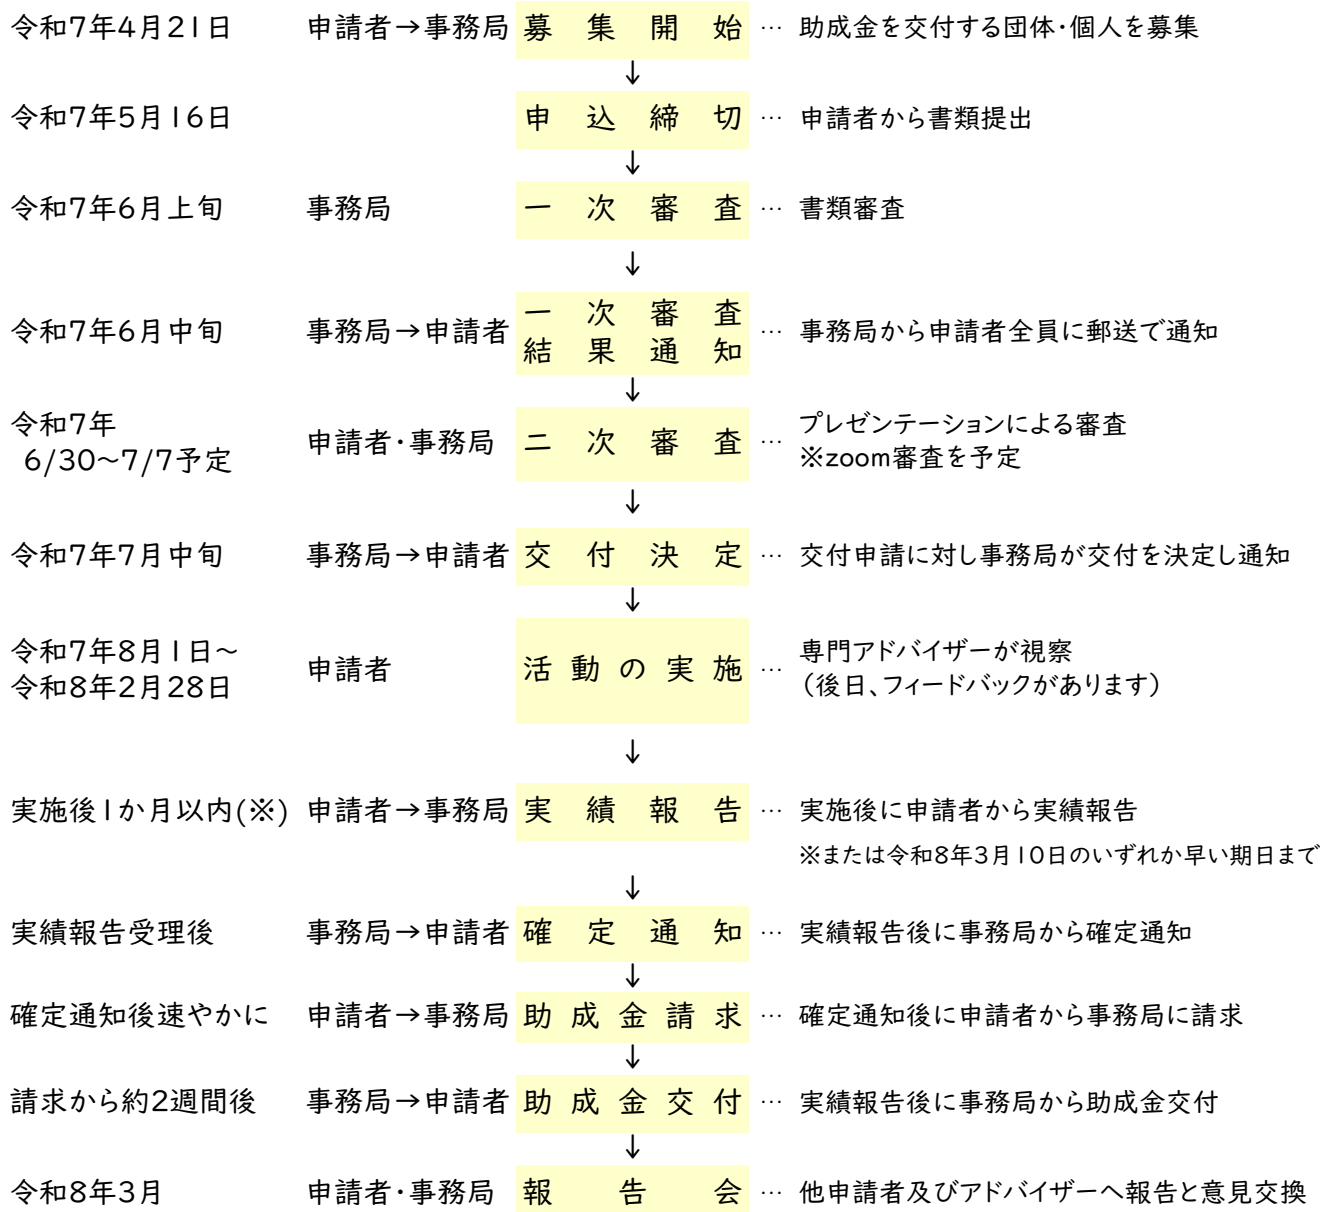 令和7年4月21日 申請者→事務局 募集開始 … 助成金を交付する団体・個人を募集
↓
令和7年5月16日 申込締切 … 申請者から書類提出
↓
令和7年6月上旬 事務局 一次審査 … 書類審査
↓
令和7年6月中旬 事務局→申請者 一次審査
結果通知 … 事務局から申請者全員に郵送で通知
↓
令和7年
6/30~7/7予定 申請者・事務局 二次審査 … プレゼンテーションによる審査
※zoom審査を予定
↓
令和7年7月中旬 事務局→申請者 交付決定 … 交付申請に対し事務局が交付を決定し通知
↓
令和7年8月1日~
令和8年2月28日 申請者 活動の実施 … 専門アドバイザーが視察
(後日、フィードバックがあります)
↓
実施後1か月以内(※) 申請者→事務局 実績報告 … 実施後に申請者から実績報告
※または令和8年3月10日のいずれか早い期日まで
↓
実績報告受理後 事務局→申請者 確定通知 … 実績報告後に事務局から確定通知
↓
確定通知後速やかに 申請者→事務局 助成金請求 … 確定通知後に申請者から事務局に請求
↓
請求から約2週間後 事務局→申請者 助成金交付 … 実績報告後に事務局から助成金交付
↓
令和8年3月 申請者・事務局 報告会 … 他申請者及びアドバイザーへ報告と意見交換